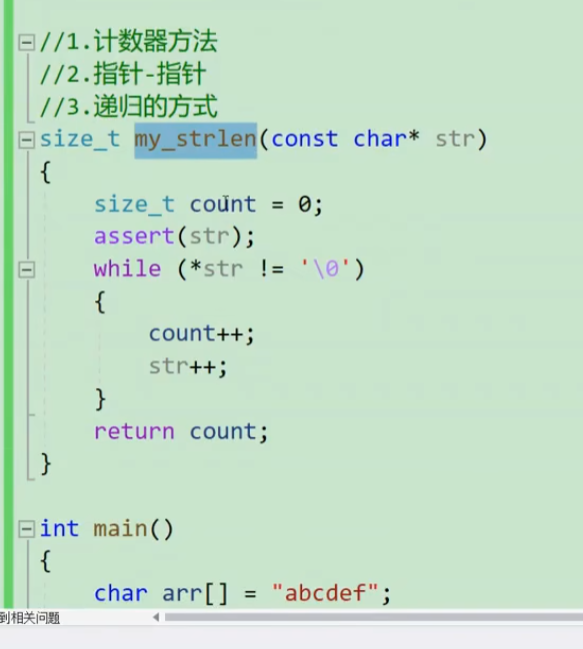 //1.计数器方法
//2.指针-指针
//3.递归的方式
size_t my_strlen(const char* str)
{
    size_t count = 0;
    assert(str);
    while (*str != '\0')
    {
        count++;
        str++;
    }
    return count;
}
int main()
{
    char arr[] = "abcdef";
到相关问题